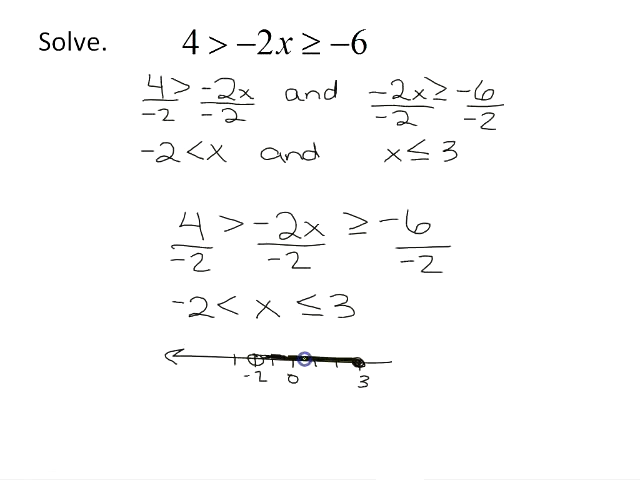 Solve. 4 > −2x ≥ −6
4/-2 > -2x/-2 and -2x/-2 ≥ -6/-2
-2 < x and x ≤ 3
4/-2 > -2x/-2 ≥ -6/-2
-2 < x ≤ 3
-2 0 3